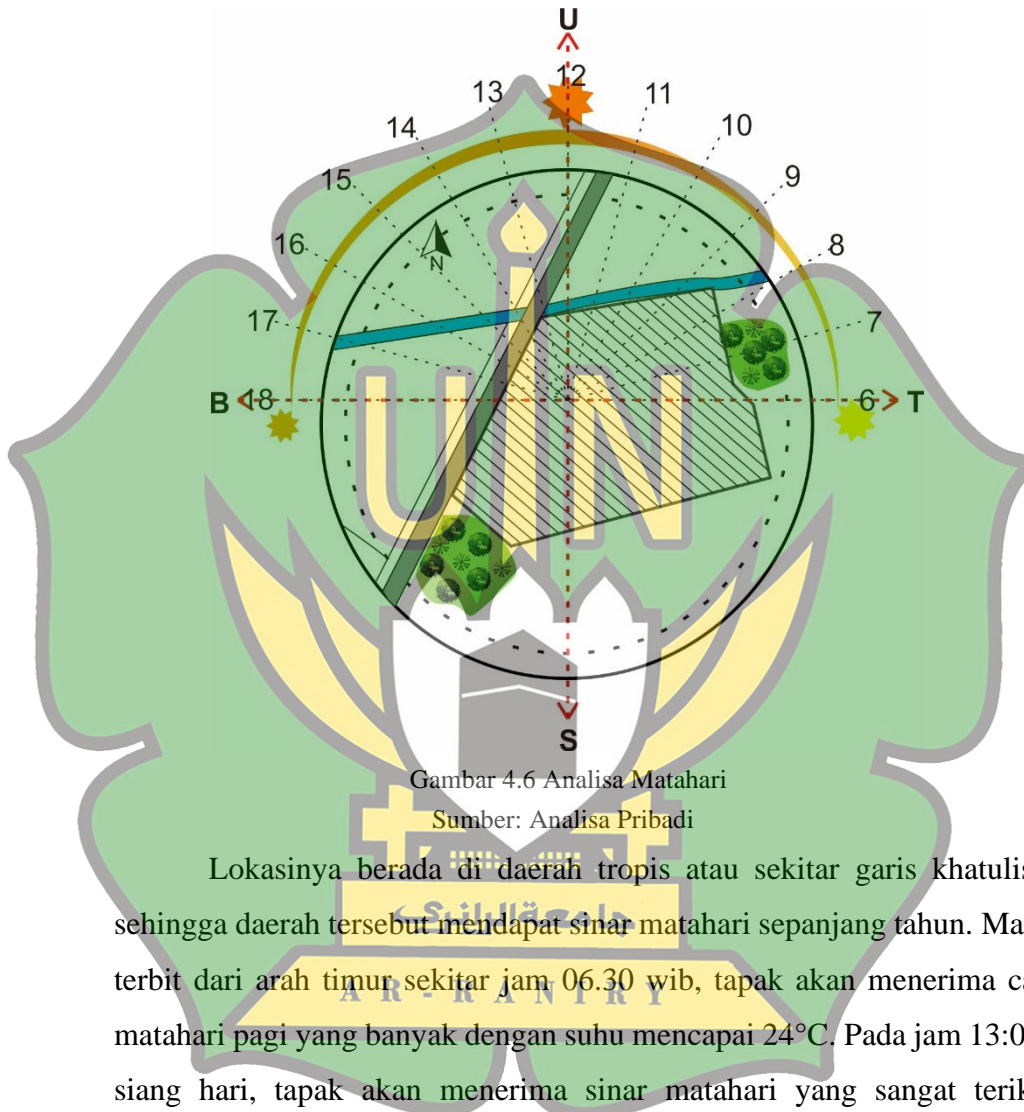 U
12
13
11
14
10
15
9
16
8
N
17
7
B
18
6
T
UIN
S
Gambar 4.6 Analisa Matahari
Sumber: Analisa Pribadi
Lokasinya berada di daerah tropis atau sekitar garis khatulis
sehingga daerah tersebut mendapat sinar matahari sepanjang tahun. Ma
جامعةالرانري
terbit dari arah timur sekitar jam 06.30 wib, tapak akan menerima ca
AR-RANIRY
matahari pagi yang banyak dengan suhu mencapai 24°C. Pada jam 13:0
siang hari, tapak akan menerima sinar matahari yang sangat terik